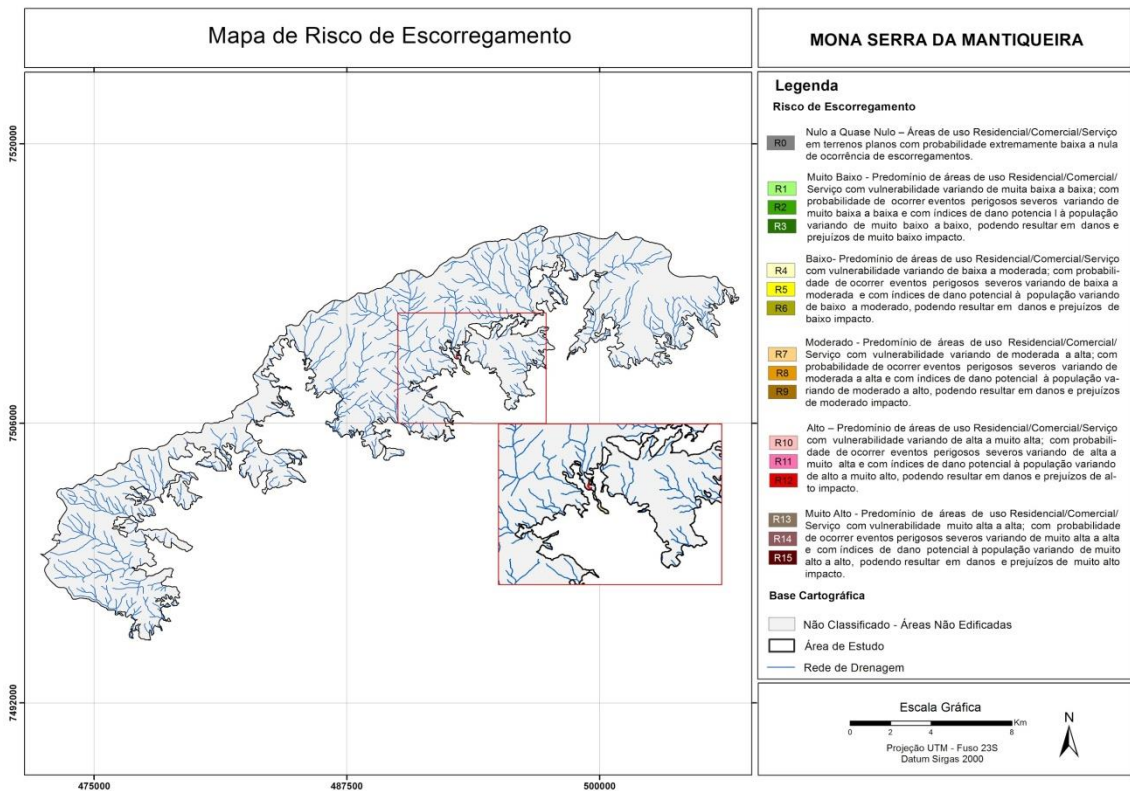 Mapa de Risco de Escorregamento
MONA SERRA DA MANTIQUEIRA
7520000
7506000
7492000
475000
487500
500000
Legenda
Risco de Escorregamento
R0
Nulo a Quase Nulo – Áreas de uso Residencial/Comercial/Serviço
em terrenos planos com probabilidade extremamente baixa a nula
de ocorrência de escorregamentos.
R1
R2
R3
Muito Baixo - Predomínio de áreas de uso Residencial/Comercial/
Serviço com vulnerabilidade variando de muita baixa a baixa; com
probabilidade de ocorrer eventos perigosos severos variando de
muito baixa a baixa e com índices de dano potencia l à população
variando de muito baixo a baixo, podendo resultar em danos e
prejuízos de muito baixo impacto.
R4
R5
R6
Baixo- Predomínio de áreas de uso Residencial/Comercial/Serviço
com vulnerabilidade variando de baixa a moderada; com probabili-
dade de ocorrer eventos perigosos severos variando de baixa a
moderada e com índices de dano potencial à população variando
de baixo a moderado, podendo resultar em danos e prejuízos de
baixo impacto.
R7
R8
R9
Moderado - Predomínio de áreas de uso Residencial/Comercial/
Serviço com vulnerabilidade variando de moderada a alta; com
probabilidade de ocorrer eventos perigosos severos variando de
moderada a alta e com índices de dano potencial à população va-
riando de moderado a alto, podendo resultar em danos e prejuízos
de moderado impacto.
R10
R11
R12
Alto – Predomínio de áreas de uso Residencial/Comercial/Serviço
com vulnerabilidade variando de alta a muito alta; com probabili-
dade de ocorrer eventos perigosos severos variando de alta a
muito alta e com índices de dano potencial à população variando
de alto a muito alto, podendo resultar em danos e prejuízos de al-
to impacto.
R13
R14
R15
Muito Alto - Predomínio de áreas de uso Residencial/Comercial/
Serviço com vulnerabilidade muito alta a alta; com probabilidade
de ocorrer eventos perigosos severos variando de muito alta a alta
e com índices de dano potencial à população variando de muito
alto a alto, podendo resultar em danos e prejuízos de muito alto
impacto.
Base Cartográfica
Não Classificado - Áreas Não Edificadas
Área de Estudo
Rede de Drenagem
Escala Gráfica
Km
0 2 4 8
Projeção UTM - Fuso 23S
Datum Sirgas 2000
N